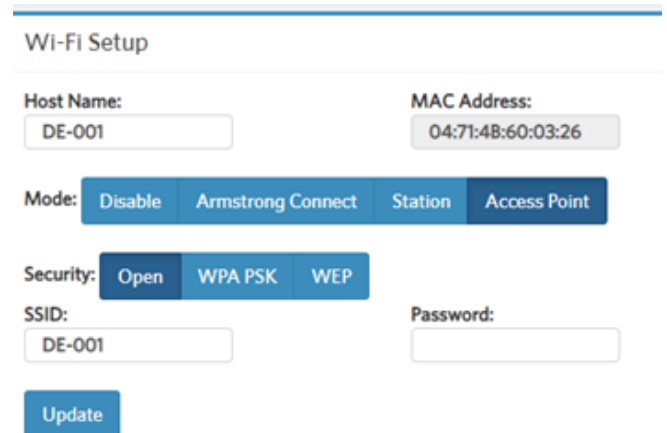 Wi-Fi Setup
Host Name: MAC Address:
DE-001 04:71:4B:60:03:26
Mode: Disable Armstrong Connect Station Access Point
Security: Open WPA PSK WEP
SSID: Password:
DE-001
Update